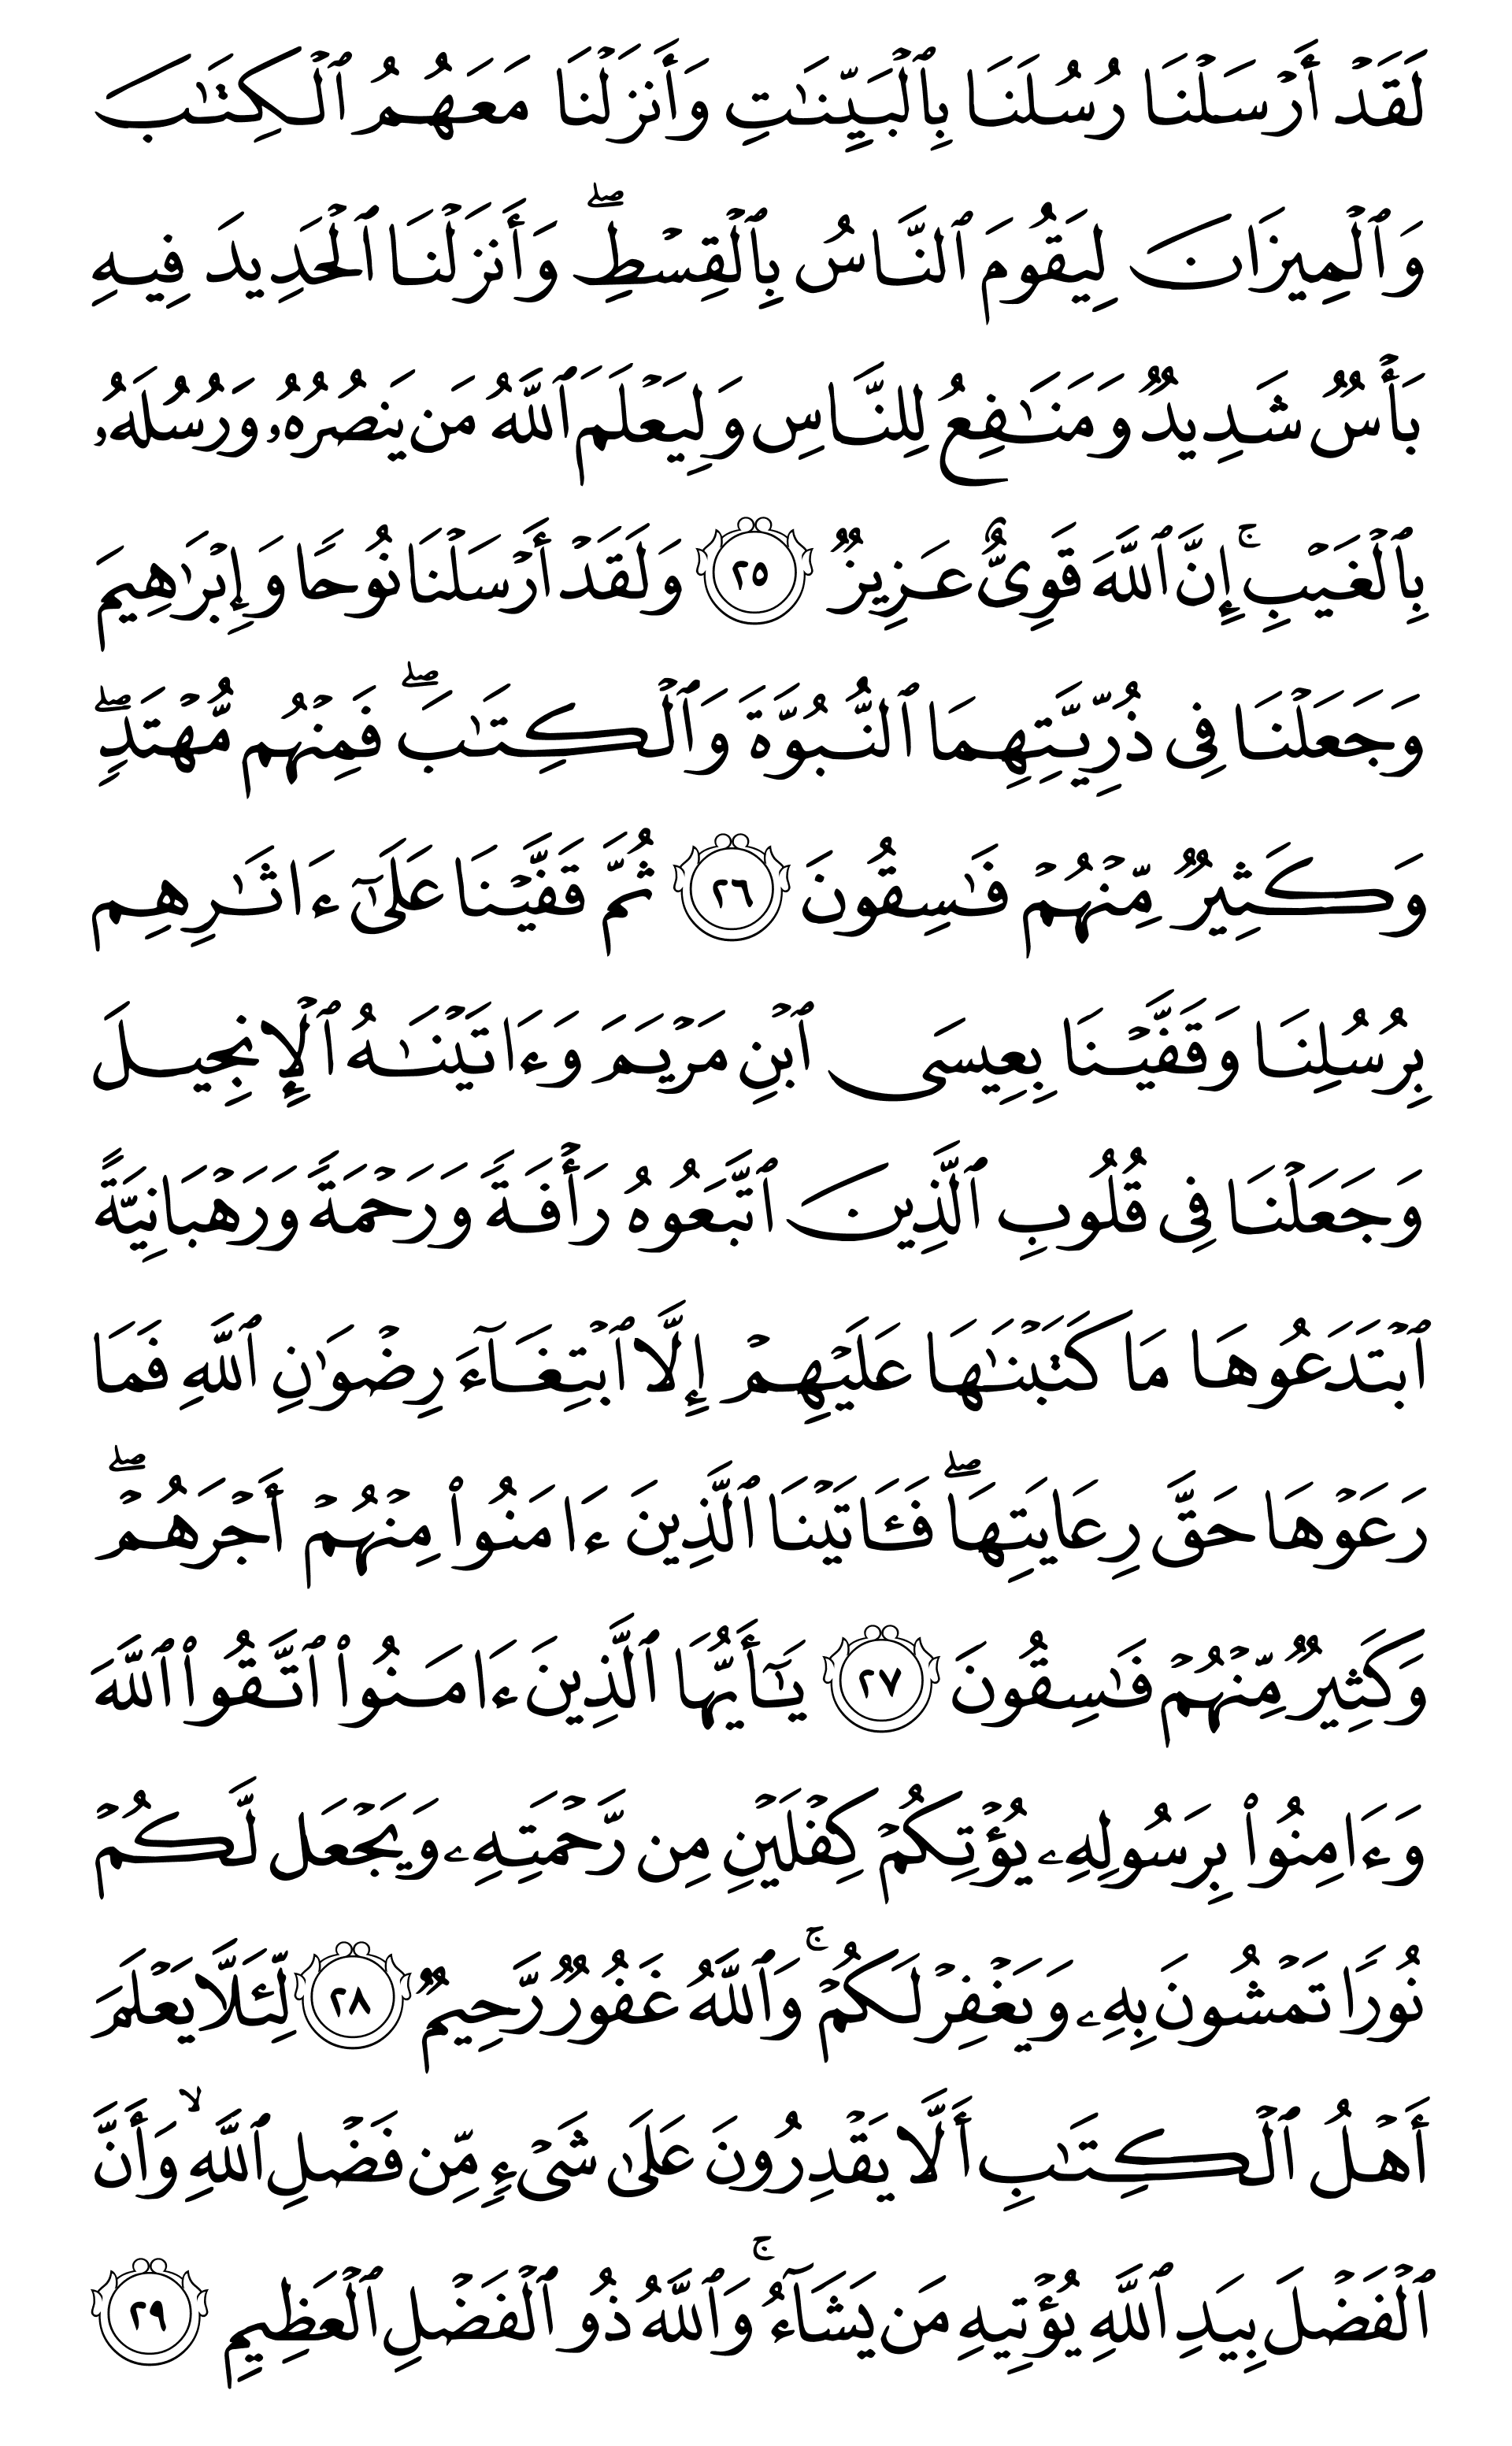 لَقَدۡ أَرۡسَلۡنَا رُسُلَنَا بِٱلۡبَيِّنَٰتِ وَأَنزَلۡنَا مَعَهُمُ ٱلۡكِتَٰبَ
وَٱلۡمِيزَانَ لِيَقُومَ ٱلنَّاسُ بِٱلۡقِسۡطِۖ وَأَنزَلۡنَا ٱلۡحَدِيدَ فِيهِ
بَأۡسٞ شَدِيدٞ وَمَنَٰفِعُ لِلنَّاسِ وَلِيَعۡلَمَ ٱللَّهُ مَن يَنصُرُهُۥ وَرُسُلَهُۥ
بِٱلۡغَيۡبِۚ إِنَّ ٱللَّهَ قَوِيٌّ عَزِيزٞ ٢٥ وَلَقَدۡ أَرۡسَلۡنَا نُوحٗا وَإِبۡرَٰهِيمَ
وَجَعَلۡنَا فِي ذُرِّيَّتِهِمَا ٱلنُّبُوَّةَ وَٱلۡكِتَٰبَۖ فَمِنۡهُم مُّهۡتَدٖۖ
وَكَثِيرٞ مِّنۡهُمۡ فَٰسِقُونَ ٢٦ ثُمَّ قَفَّيۡنَا عَلَىٰٓ ءَاثَٰرِهِم
بِرُسُلِنَا وَقَفَّيۡنَا بِعِيسَى ٱبۡنِ مَرۡيَمَ وَءَاتَيۡنَٰهُ ٱلۡإِنجِيلَ
وَجَعَلۡنَا فِي قُلُوبِ ٱلَّذِينَ ٱتَّبَعُوهُ رَأۡفَةٗ وَرَحۡمَةٗ وَرَهۡبَانِيَّةً
ٱبۡتَدَعُوهَا مَا كَتَبۡنَٰهَا عَلَيۡهِمۡ إِلَّا ٱبۡتِغَآءَ رِضۡوَٰنِ ٱللَّهِ فَمَا
رَعَوۡهَا حَقَّ رِعَايَتِهَاۖ فَـَٔاتَيۡنَا ٱلَّذِينَ ءَامَنُواْ مِنۡهُمۡ أَجۡرَهُمۡۖ
وَكَثِيرٞ مِّنۡهُمۡ فَٰسِقُونَ ٢٧ يَٰٓأَيُّهَا ٱلَّذِينَ ءَامَنُواْ ٱتَّقُواْ ٱللَّهَ
وَءَامِنُواْ بِرَسُولِهِۦ يُؤۡتِكُمۡ كِفۡلَيۡنِ مِن رَّحۡمَتِهِۦ وَيَجۡعَل لَّكُمۡ
نُورٗا تَمۡشُونَ بِهِۦ وَيَغۡفِرۡ لَكُمۡۚ وَٱللَّهُ غَفُورٞ رَّحِيمٞ ٢٨ لِّئَلَّا يَعۡلَمَ
أَهۡلُ ٱلۡكِتَٰبِ أَلَّا يَقۡدِرُونَ عَلَىٰ شَيۡءٖ مِّن فَضۡلِ ٱللَّهِۙ وَأَنَّ
ٱلۡفَضۡلَ بِيَدِ ٱللَّهِ يُؤۡتِيهِ مَن يَشَآءُۚ وَٱللَّهُ ذُو ٱلۡفَضۡلِ ٱلۡعَظِيمِ ٢٩